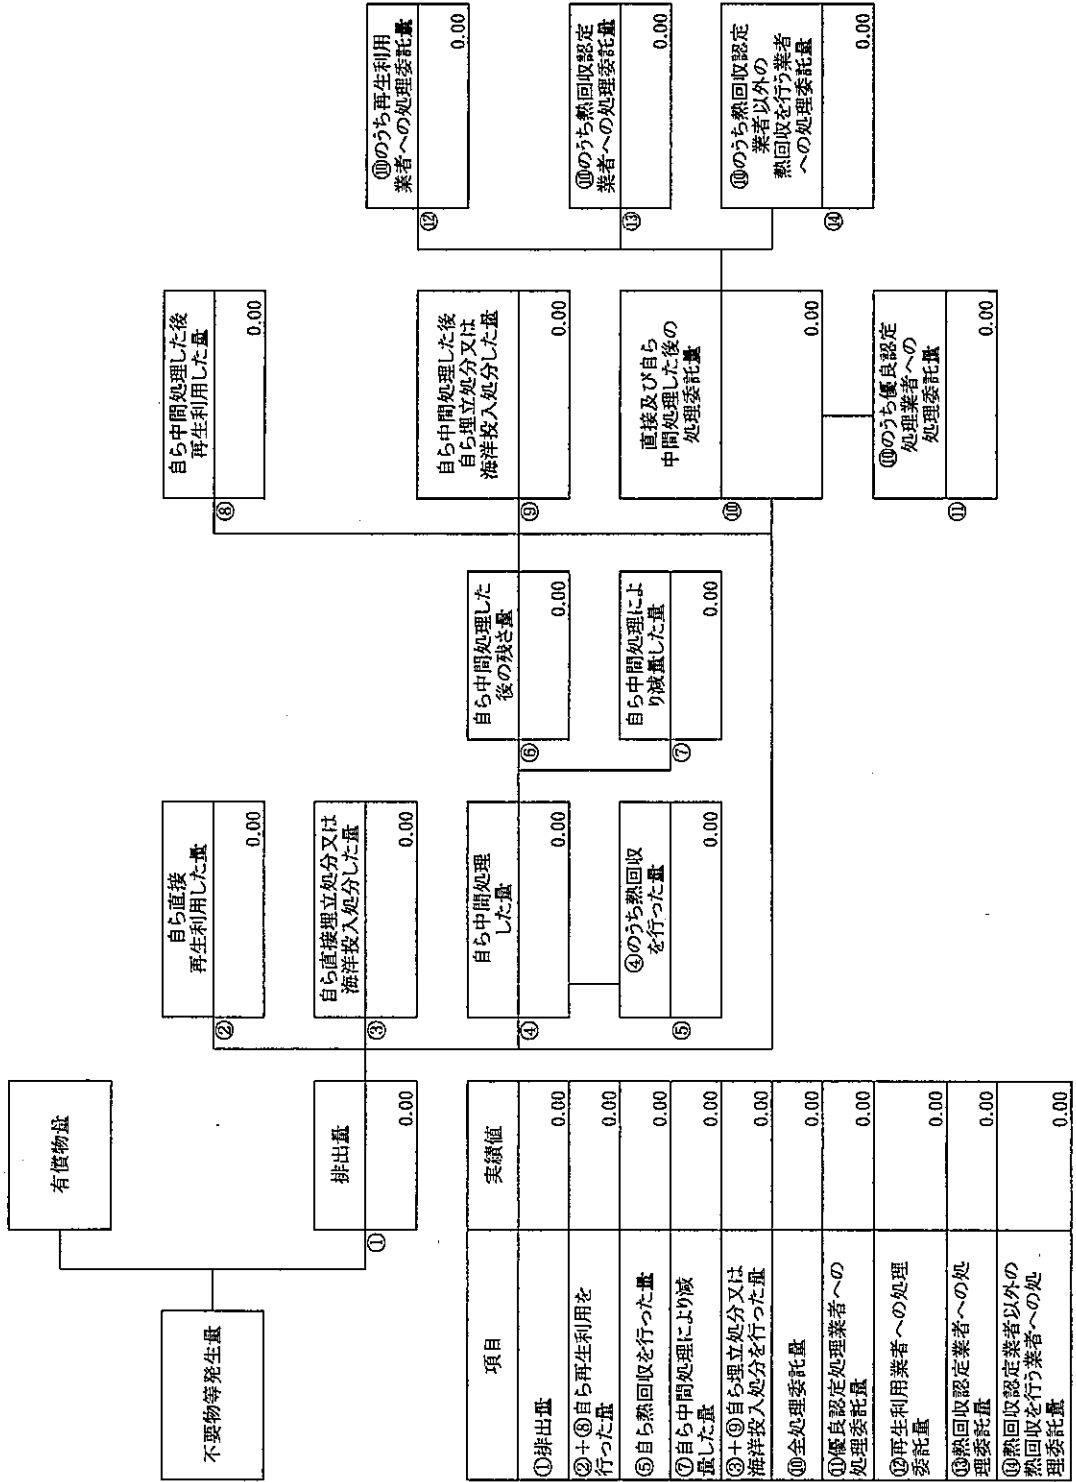 有償物量
不要物等発生量
排出量
①
0.00
自ら直接
再生利用した量
②
0.00
自ら直接埋立処分又は
海洋投入処分した量
③
0.00
自ら中間処理
した量
④
0.00
④のうち熱回収
を行った量
⑤
0.00
自ら中間処理した
後の残さ量
⑥
0.00
自ら中間処理によ
り減量した量
⑦
0.00
自ら中間処理した後
再生利用した量
⑧
0.00
自ら中間処理した後
自ら埋立処分又は
海洋投入処分した量
⑨
0.00
直接及び自ら
中間処理した後の
処理委託量
⑩
0.00
⑩のうち優良認定
処理業者への
処理委託量
⑪
0.00
⑩のうち再生利用
業者への処理委託量
⑫
0.00
⑩のうち熱回収認定
業者への処理委託量
⑬
0.00
⑩のうち熱回収認定
業者以外の
熱回収を行う業者
への処理委託量
⑭
0.00
項目 実績値
①排出量 0.00
②+⑧自ら再生利用を
行った量 0.00
⑤自ら熱回収を行った量 0.00
⑦自ら中間処理により減
量した量 0.00
③+⑨自ら埋立処分又は
海洋投入処分を行った量 0.00
⑩全処理委託量 0.00
⑪優良認定処理業者への
処理委託量 0.00
⑫再生利用業者への処理
委託量 0.00
⑬熱回収認定業者への処
理委託量 0.00
⑭熱回収認定業者以外の
熱回収を行う業者への処
理委託量 0.00